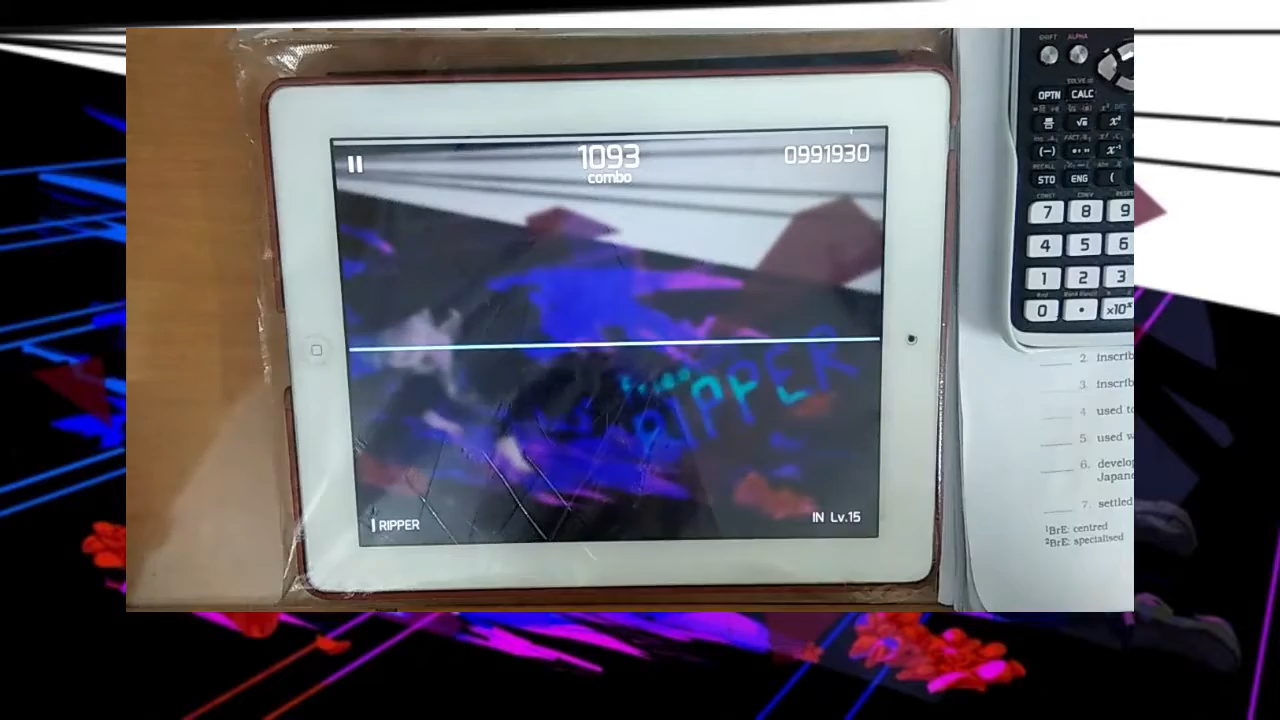 1093
combo
0991930
RIPPER
RIPPER
IN Lv.15
SHIFT ALPHA
OPTN CALC
STO ENG (
7 8 9
4 5 6
1 2 3
0 • ×10ˣ
2. inscrib
3. inscrib
4 used to
5. used w
6. develop
Japane
7. settled
¹BrE: centred
²BrE: specialised